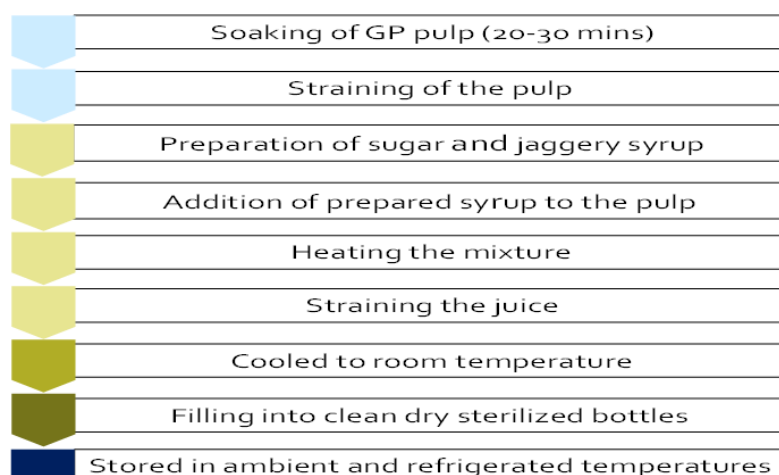 Soaking of GP pulp (20-30 mins)
Straining of the pulp
Preparation of sugar and jaggery syrup
Addition of prepared syrup to the pulp
Heating the mixture
Straining the juice
Cooled to room temperature
Filling into clean dry sterilized bottles
Stored in ambient and refrigerated temperatures